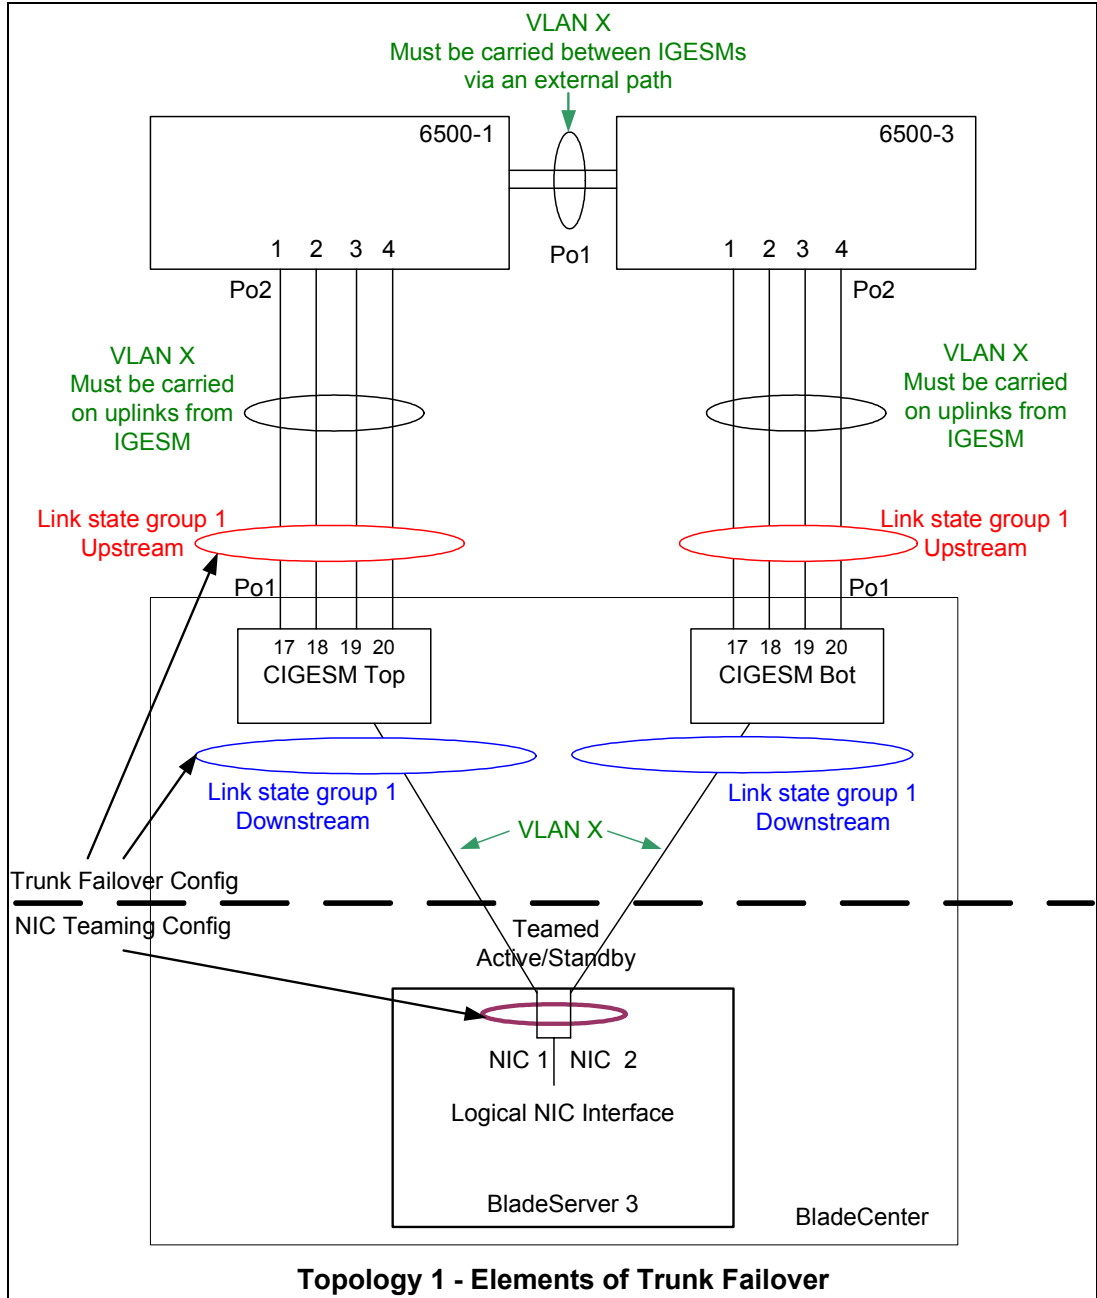 VLAN X
Must be carried between IGESMs
via an external path
6500-1
6500-3
1 2 3 4
Po1
1 2 3 4
Po2
Po2
VLAN X
Must be carried
on uplinks from
IGESM
VLAN X
Must be carried
on uplinks from
IGESM
Link state group 1
Upstream
Link state group 1
Upstream
Po1
Po1
17 18 19 20
CIGESM Top
17 18 19 20
CIGESM Bot
Link state group 1
Downstream
Link state group 1
Downstream
VLAN X
Trunk Failover Config
NIC Teaming Config
Teamed
Active/Standby
NIC 1
NIC 2
Logical NIC Interface
BladeServer 3
BladeCenter
Topology 1 - Elements of Trunk Failover